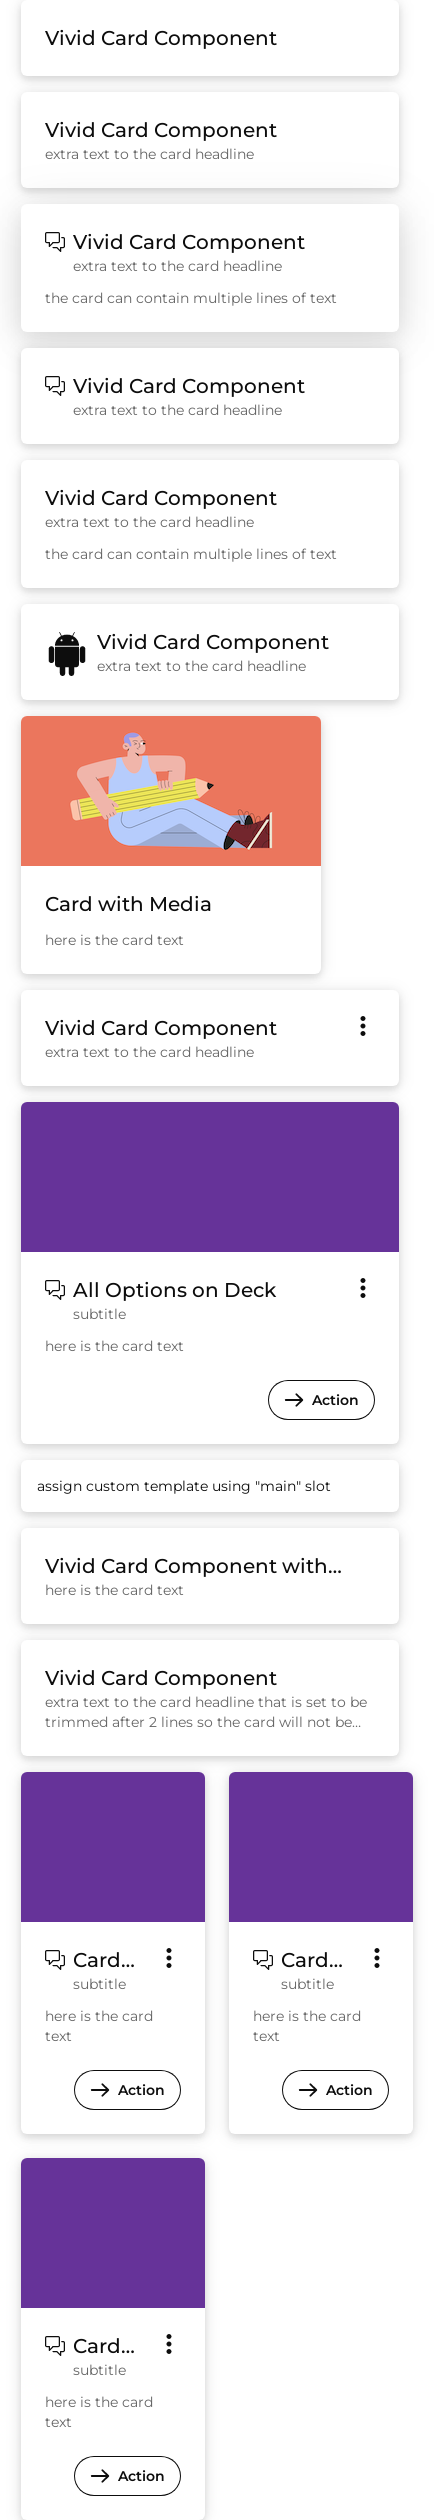 Vivid Card Component
Vivid Card Component
extra text to the card headline
Vivid Card Component
extra text to the card headline
the card can contain multiple lines of text
Vivid Card Component
extra text to the card headline
Vivid Card Component
extra text to the card headline
the card can contain multiple lines of text
Vivid Card Component
extra text to the card headline
Card with Media
here is the card text
Vivid Card Component
extra text to the card headline
All Options on Deck
subtitle
here is the card text
Action
assign custom template using "main" slot
Vivid Card Component with...
here is the card text
Vivid Card Component
extra text to the card headline that is set to be
trimmed after 2 lines so the card will not be...
Card...
subtitle
here is the card
text
Action
Card...
subtitle
here is the card
text
Action
Card...
subtitle
here is the card
text
Action